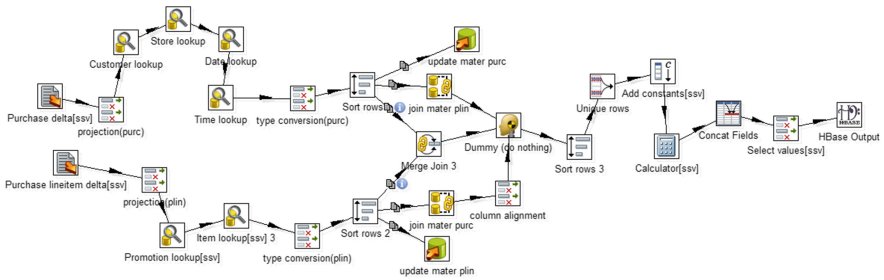 Store lookup
Customer lookup
Date lookup
update mater purc
Purchase delta[ssv]
projection(purc)
Time lookup
type conversion(purc)
Sort rows
join mater plin
Unique rows
C
Add constants[ssv]
Dummy (do nothing)
Merge Join 3
Sort rows 3
Calculator[ssv]
Concat Fields
Select values[ssv]
HBASE
HBase Output
Purchase lineitem delta[ssv]
projection(plin)
Promotion lookup[ssv]
Item lookup[ssv] 3
type conversion(plin)
Sort rows 2
join mater purc
column alignment
update mater plin